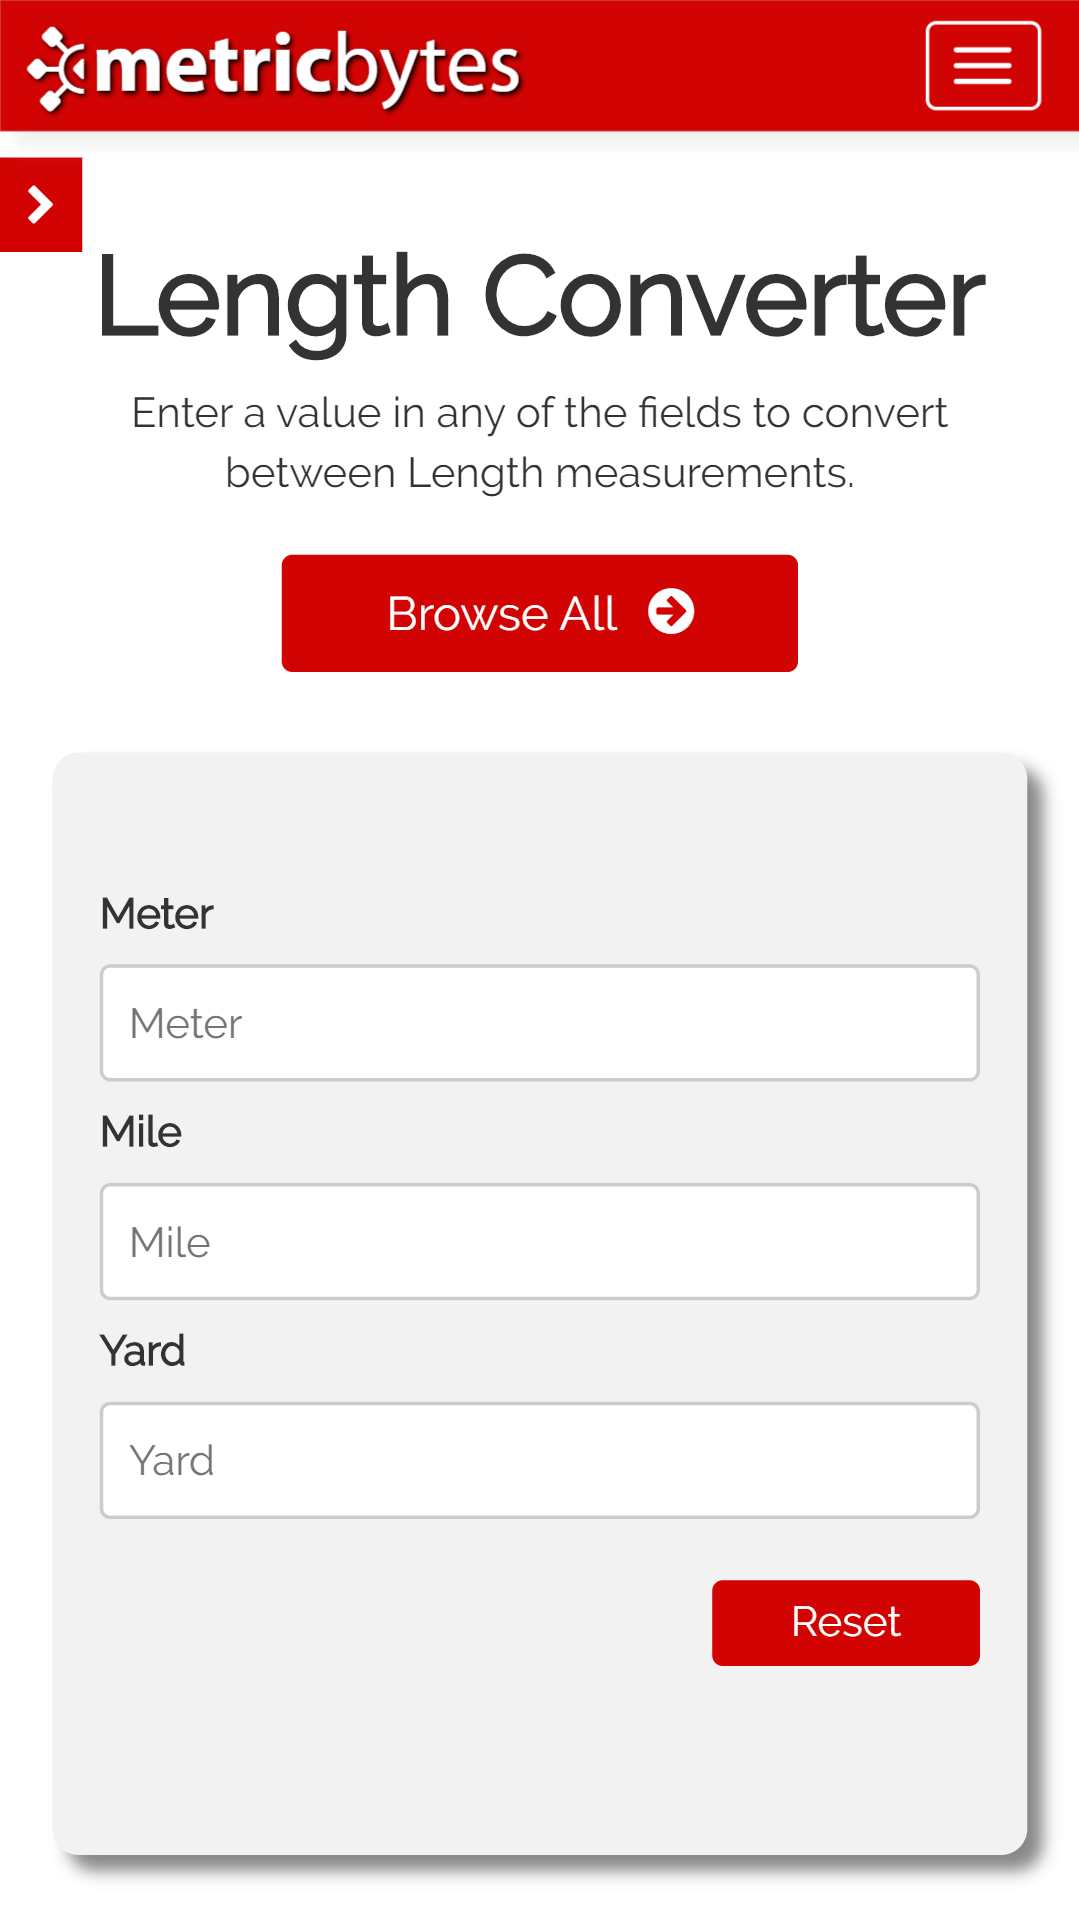 metricbytes
Length Converter
Enter a value in any of the fields to convert
between Length measurements.
Browse All
Meter
Meter
Mile
Mile
Yard
Yard
Reset